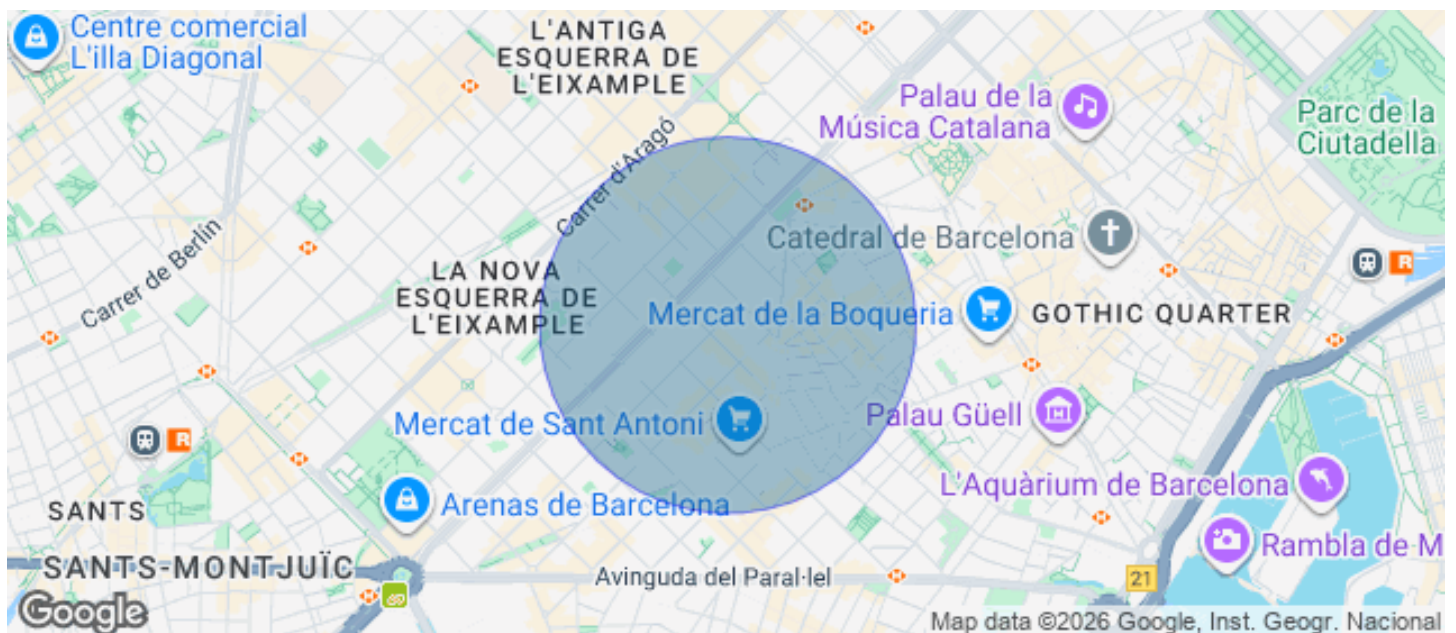 Centre comercial
L'illa Diagonal
L'ANTIGA
ESQUERRA DE
L'EIXAMPLE
Palau de la
Música Catalana
Parc de la
Ciutadella
Carrer d'Aragó
Carrer de Berlín
Catedral de Barcelona
R
LA NOVA
ESQUERRA DE
L'EIXAMPLE
Mercat de la Boqueria
GOTHIC QUARTER
Mercat de Sant Antoni
Palau Güell
R
L'Aquàrium de Barcelona
Arenas de Barcelona
SANTS
Rambla de M
SANTS-MONTJUÏC
Avinguda del Paral·lel
21
Google
Map data ©2026 Google, Inst. Geogr. Nacional